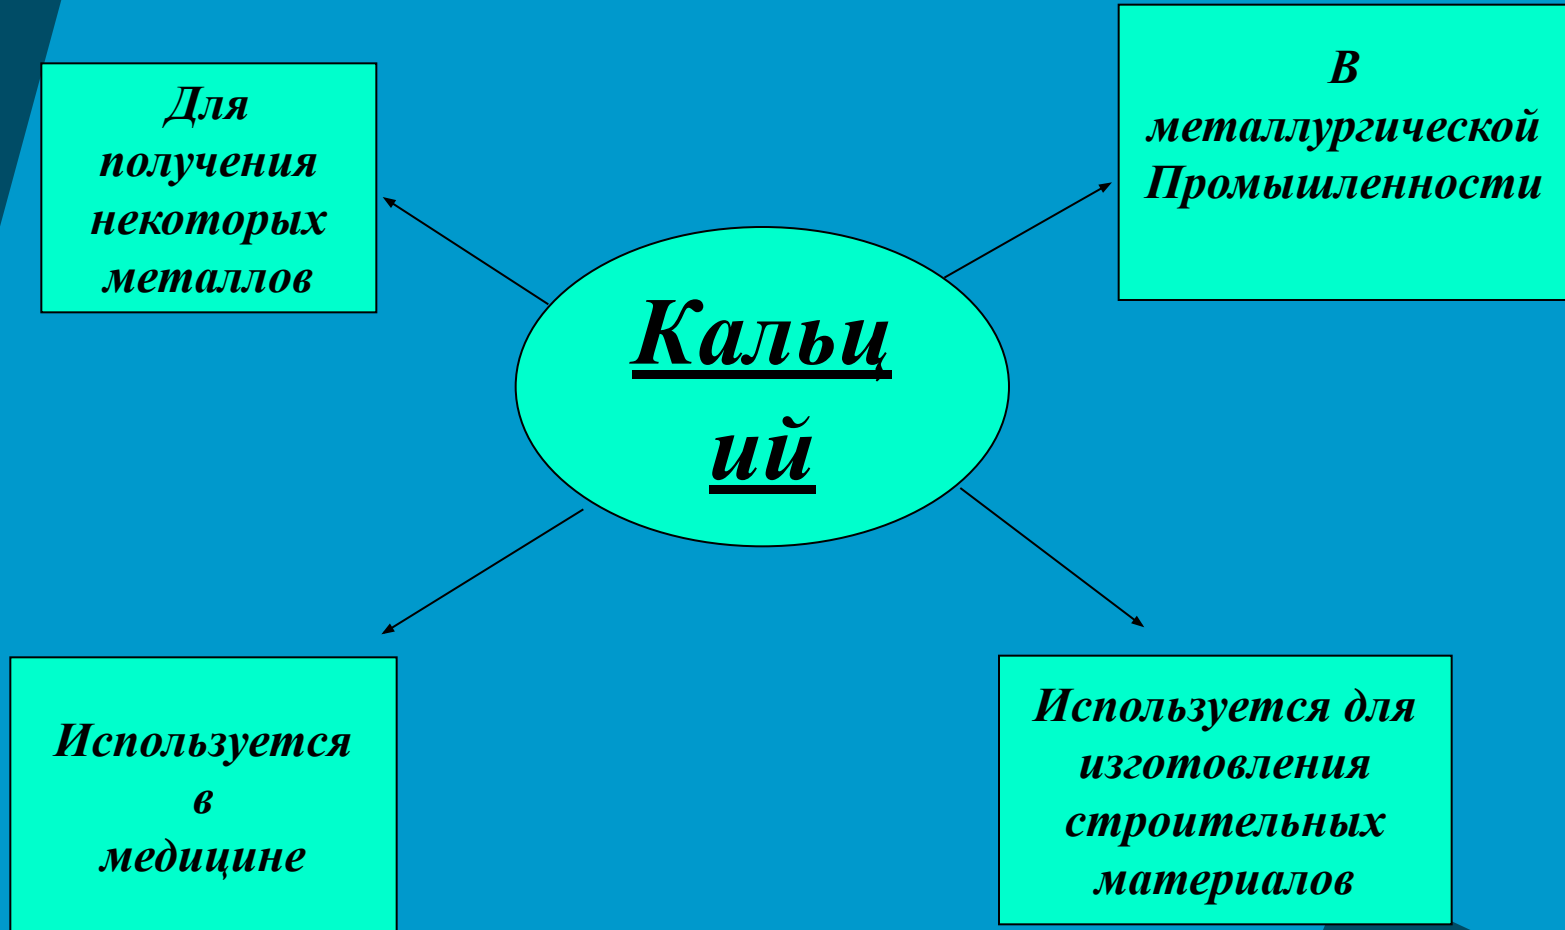 Для
получения
некоторых
металлов
В
металлургической
Промышленности
Кальц
ий
Используется
в
медицине
Используется для
изготовления
строительных
материалов